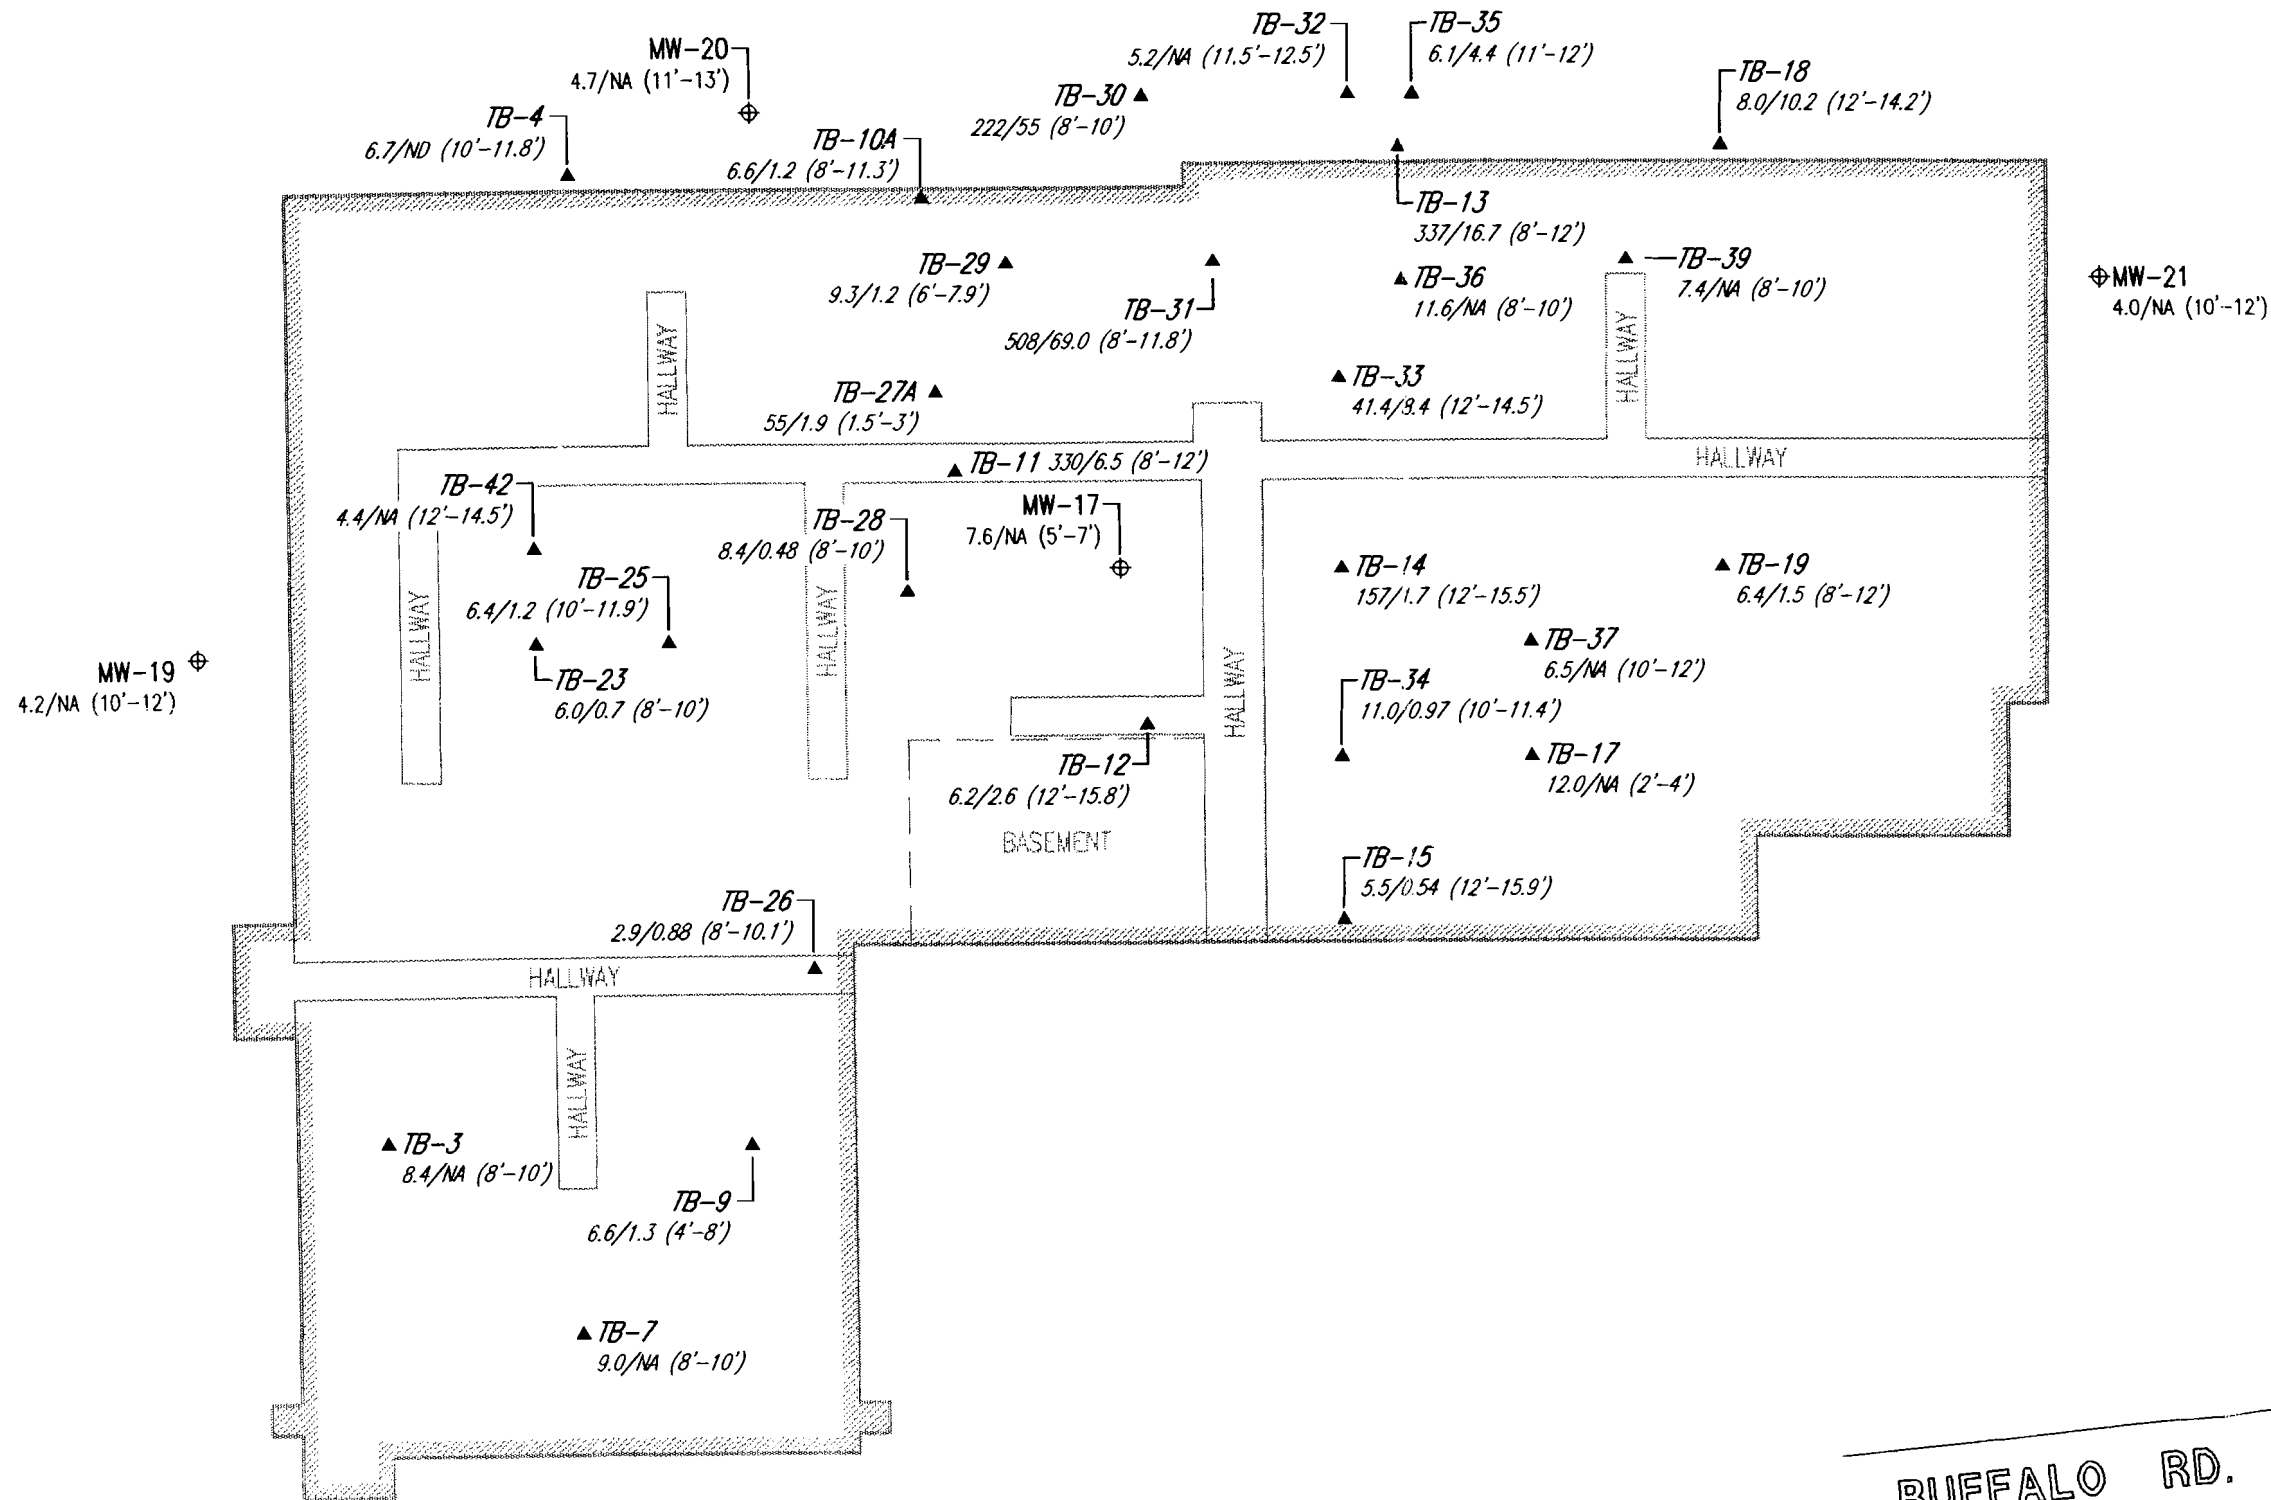 TB-32
5.2/NA (11.5'-12.5')
TB-35
6.1/4.4 (11'-12')
MW-20
4.7/NA (11'-13')
TB-30
222/55 (8'-10')
TB-18
8.0/10.2 (12'-14.2')
TB-4
6.7/ND (10'-11.8')
TB-10A
6.6/1.2 (8'-11.3')
TB-13
337/16.7 (8'-12')
TB-29
9.3/1.2 (6'-7.9')
TB-31
508/69.0 (8'-11.8')
TB-36
11.6/NA (8'-10')
TB-39
7.4/NA (8'-10')
MW-21
4.0/NA (10'-12')
HALLWAY
HALLWAY
TB-27A
55/1.9 (1.5'-3')
TB-33
41.4/8.4 (12'-14.5')
TB-11 330/6.5 (8'-12')
HALLWAY
TB-42
4.4/NA (12'-14.5')
TB-28
8.4/0.48 (8'-10')
MW-17
7.6/NA (5'-7')
TB-25
6.4/1.2 (10'-11.9')
TB-14
157/1.7 (12'-15.5')
TB-19
6.4/1.5 (8'-12')
HALLWAY
HALLWAY
HALLWAY
TB-37
6.5/NA (10'-12')
MW-19
4.2/NA (10'-12')
TB-23
6.0/0.7 (8'-10')
TB-34
11.0/0.97 (10'-11.4')
TB-12
6.2/2.6 (12'-15.8')
TB-17
12.0/NA (2'-4')
BASEMENT
TB-15
5.5/0.54 (12'-15.9')
TB-26
2.9/0.88 (8'-10.1')
HALLWAY
HALLWAY
TB-3
8.4/NA (8'-10')
TB-9
6.6/1.3 (4'-8')
TB-7
9.0/NA (8'-10')
BUFFALO RD.